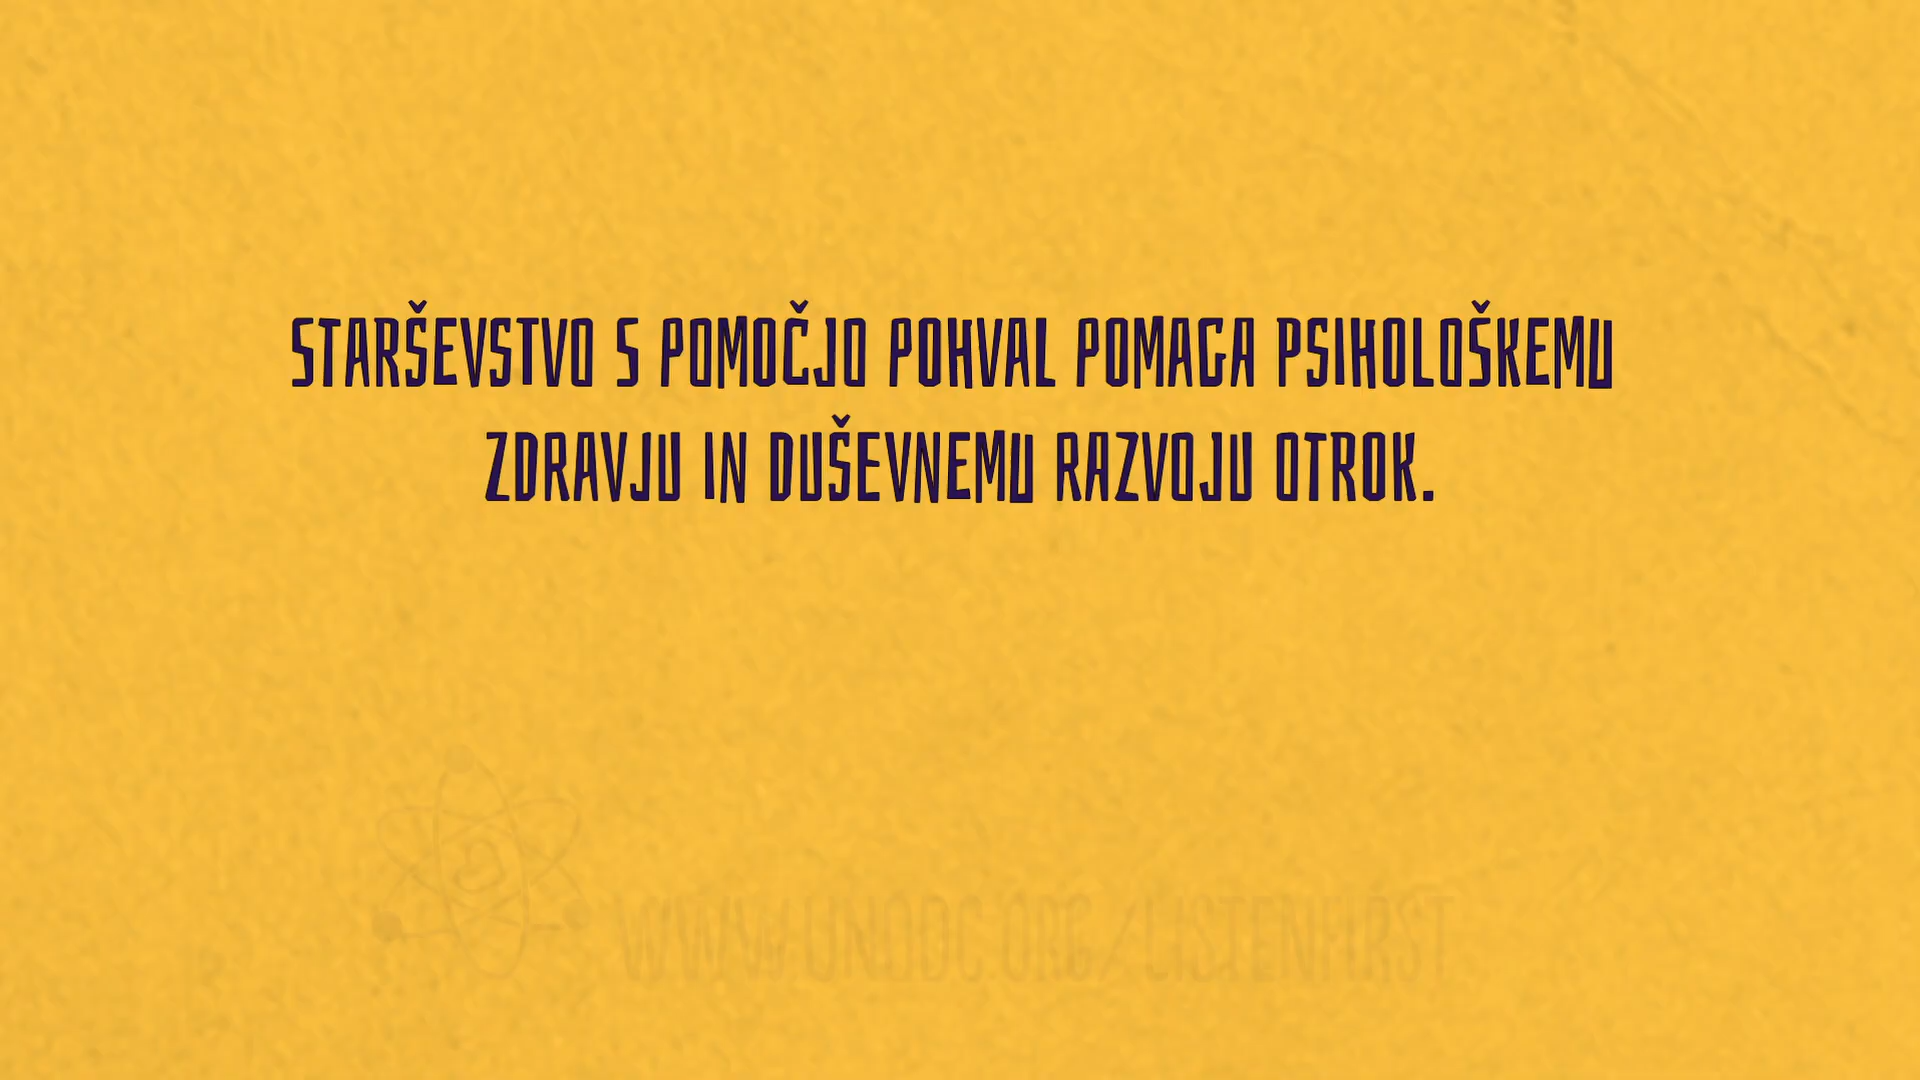 STARŠEVSTVO S POMOČJO POHVAL POMAGA PSIHOLOŠKEMU
ZDRAVJU IN DUŠEVNEMU RAZVOJU OTROK.
WWW.UNODC.ORG/LISTENFIRST